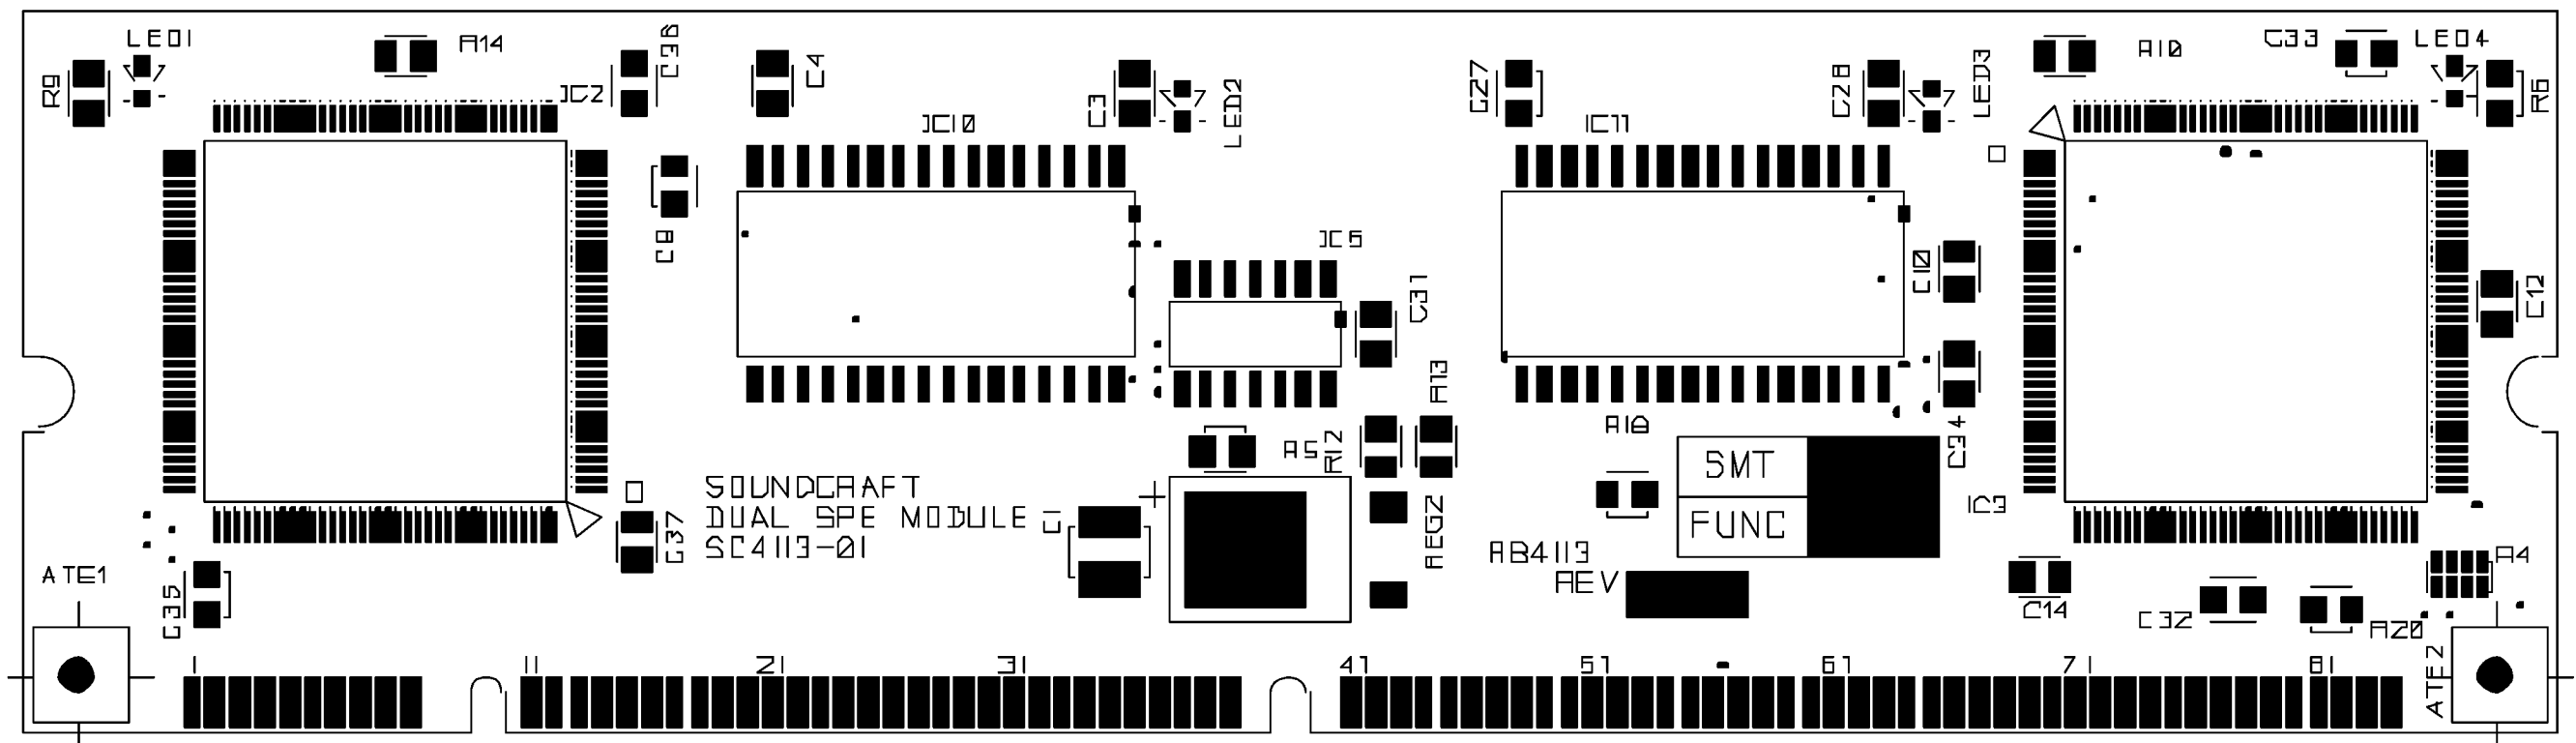 LED1
R14
C36
C4
C27
LED3
R10
C33
LED4
R9
IC2
C3
LED2
C28
R6
IC10
IC11
C8
IC6
C10
C31
C12
R13
R18
C34
R5
R12
SMT
IC3
SOUNDCRAFT
DUAL SPE MODULE
SC4113-01
C1
C37
REG2
FUNC
AB4113
REV
R4
ATE1
C35
C14
C32
R20
ATE2
1 11 21 31 41 51 61 71 81